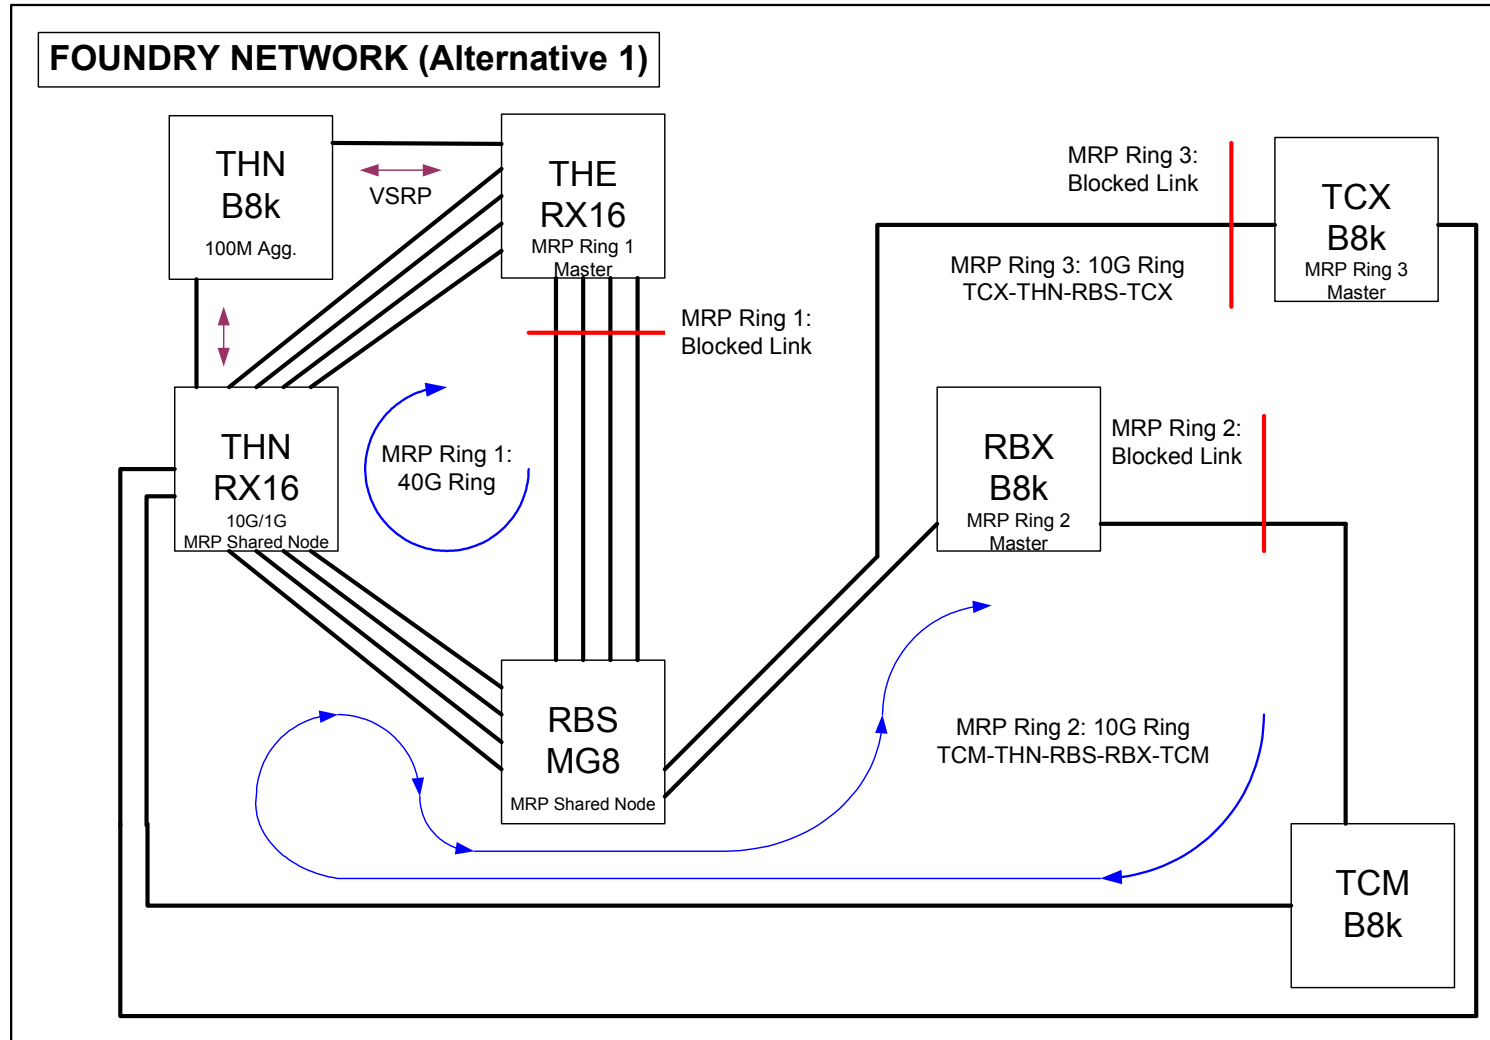 FOUNDRY NETWORK (Alternative 1)
THN
B8k
100M Agg.
VSRP
THE
RX16
MRP Ring 1
Master
MRP Ring 3:
Blocked Link
TCX
B8k
MRP Ring 3
Master
MRP Ring 3: 10G Ring
TCX-THN-RBS-TCX
MRP Ring 1:
Blocked Link
THN
RX16
10G/1G
MRP Shared Node
MRP Ring 1:
40G Ring
RBX
B8k
MRP Ring 2
Master
MRP Ring 2:
Blocked Link
RBS
MG8
MRP Shared Node
MRP Ring 2: 10G Ring
TCM-THN-RBS-RBX-TCM
TCM
B8k